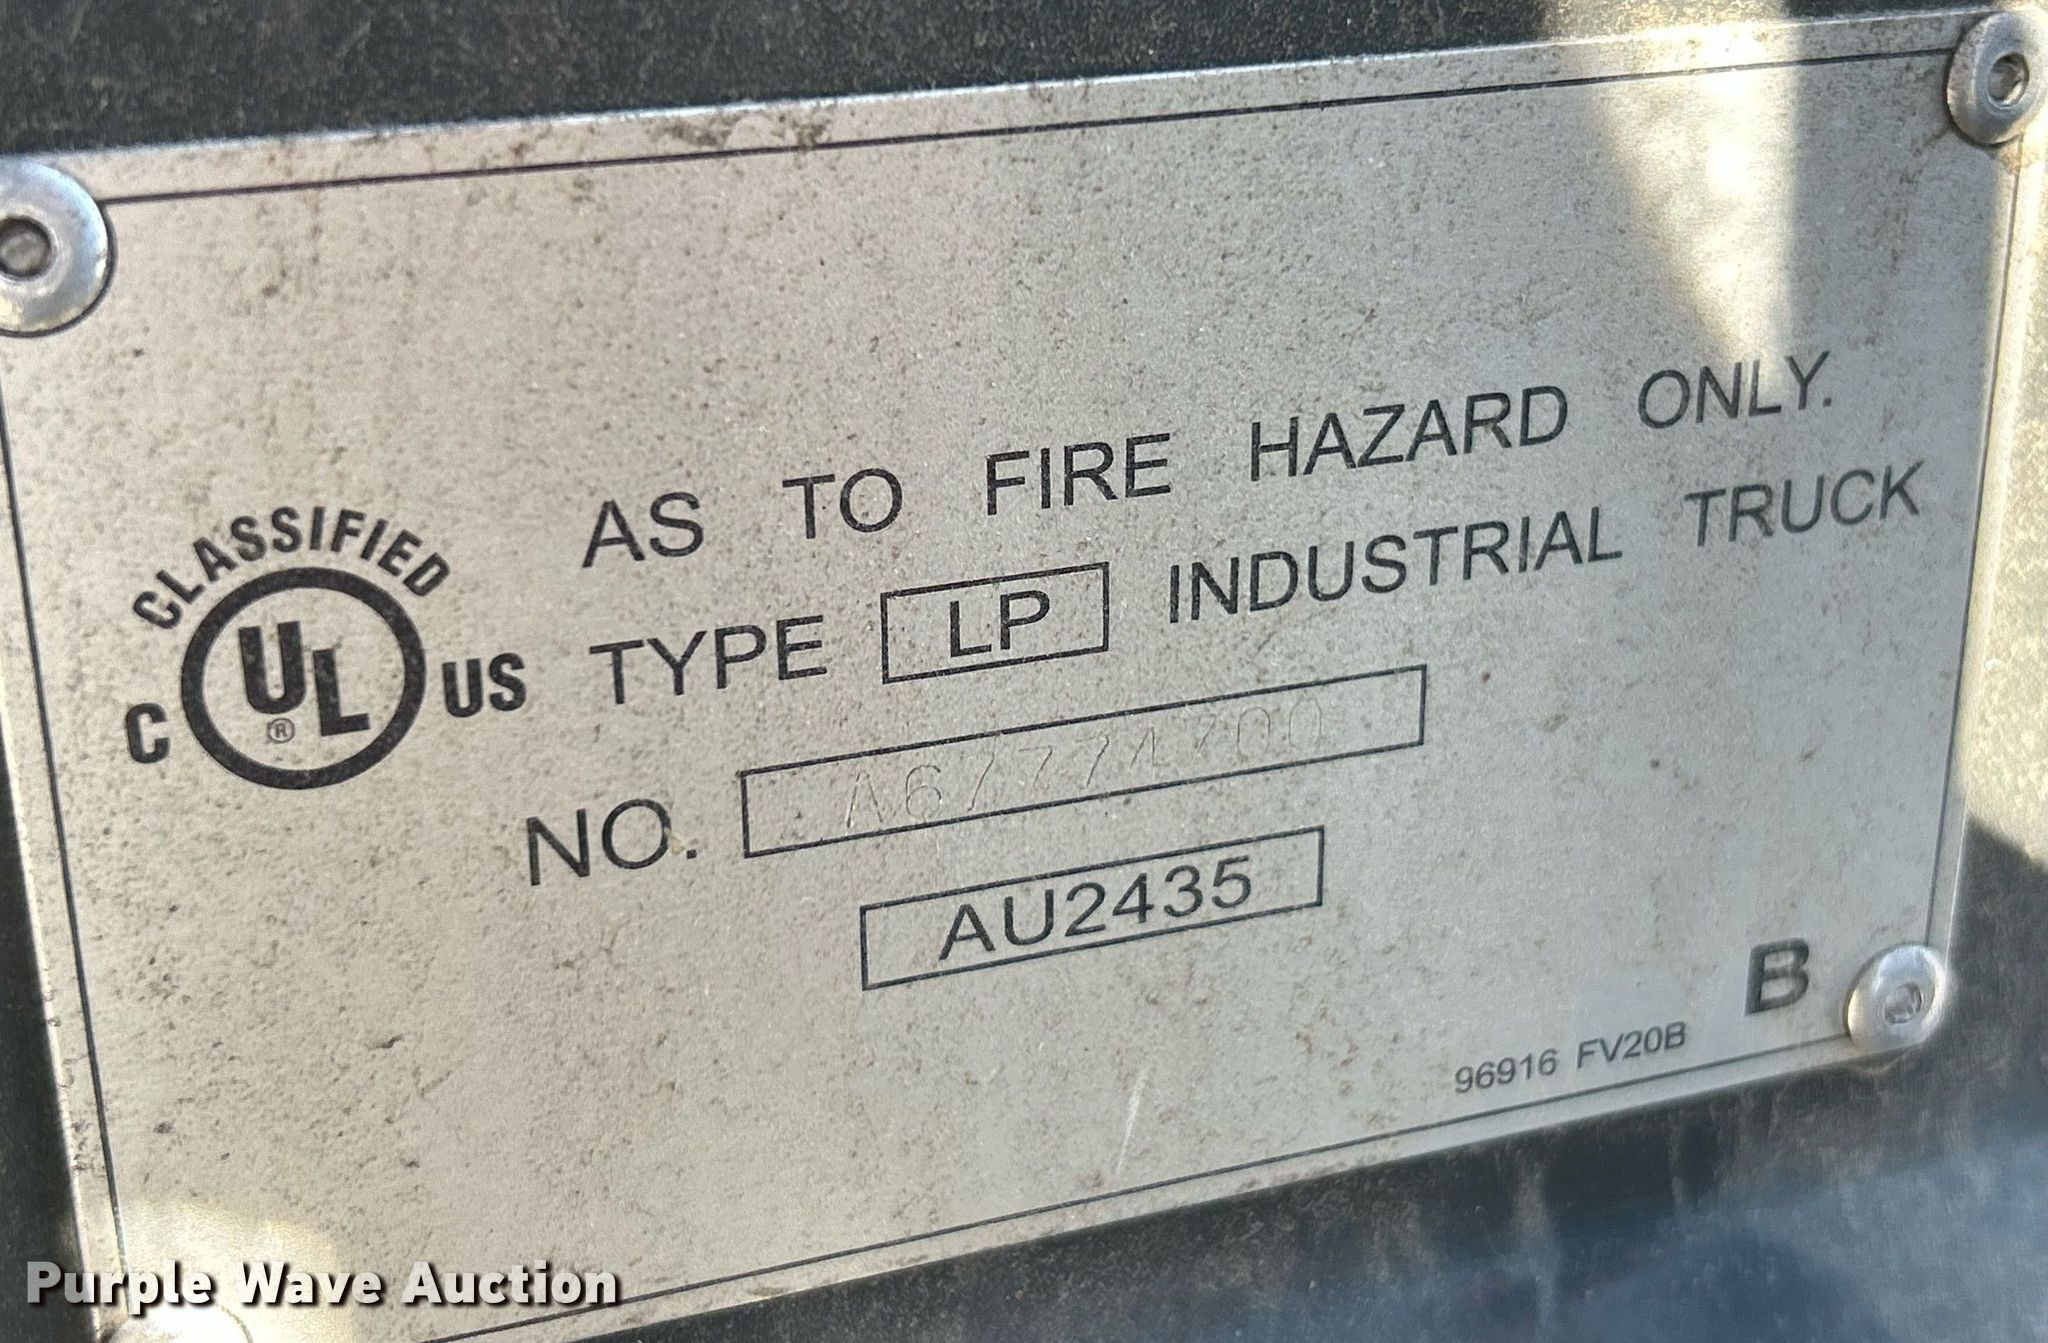 CLASSIFIED
C UL® US
AS TO FIRE HAZARD ONLY.
TYPE LP INDUSTRIAL TRUCK
NO.
AU2435
B
96916 FV20B
Purple Wave Auction